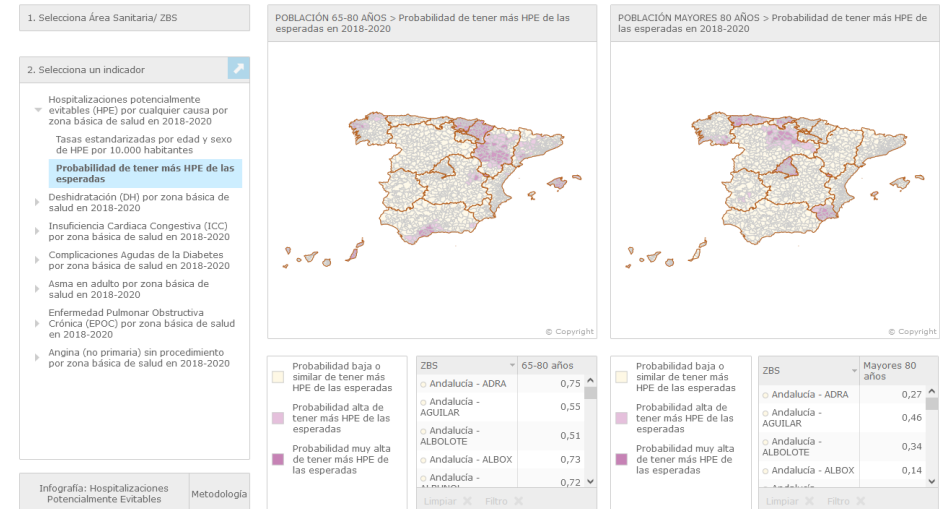 1. Selecciona Área Sanitaria/ ZBS
2. Selecciona un indicador
Hospitalizaciones potencialmente
evitables (HPE) por cualquier causa por
zona básica de salud en 2018-2020
Tasas estandarizadas por edad y sexo
de HPE por 10.000 habitantes
Probabilidad de tener más HPE de las
esperadas
Deshidratación (DH) por zona básica de
salud en 2018-2020
Insuficiencia Cardiaca Congestiva (ICC)
por zona básica de salud en 2018-2020
Complicaciones Agudas de la Diabetes
por zona básica de salud en 2018-2020
Asma en adulto por zona básica de
salud en 2018-2020
Enfermedad Pulmonar Obstructiva
Crónica (EPOC) por zona básica de salud
en 2018-2020
Angina (no primaria) sin procedimiento
por zona básica de salud en 2018-2020
Infografía: Hospitalizaciones
Potencialmente Evitables
Metodología
POBLACIÓN 65-80 AÑOS > Probabilidad de tener más HPE de las
esperadas en 2018-2020
© Copyright
Probabilidad baja o
similar de tener más
HPE de las esperadas
Probabilidad alta de
tener más HPE de las
esperadas
Probabilidad muy alta
de tener más HPE de
las esperadas
ZBS 65-80 años
Andalucía - ADRA 0,75
Andalucía -
AGUILAR 0,55
Andalucía -
ALBOLOTE 0,51
Andalucía - ALBOX 0,73
Andalucía -
0,72
Limpiar Filtro
POBLACIÓN MAYORES 80 AÑOS > Probabilidad de tener más HPE de
las esperadas en 2018-2020
© Copyright
Probabilidad baja o
similar de tener más
HPE de las esperadas
Probabilidad alta de
tener más HPE de las
esperadas
Probabilidad muy alta
de tener más HPE de
las esperadas
ZBS Mayores 80
años
Andalucía - ADRA 0,27
Andalucía -
AGUILAR 0,46
Andalucía -
ALBOLOTE 0,34
Andalucía - ALBOX 0,14
Limpiar Filtro